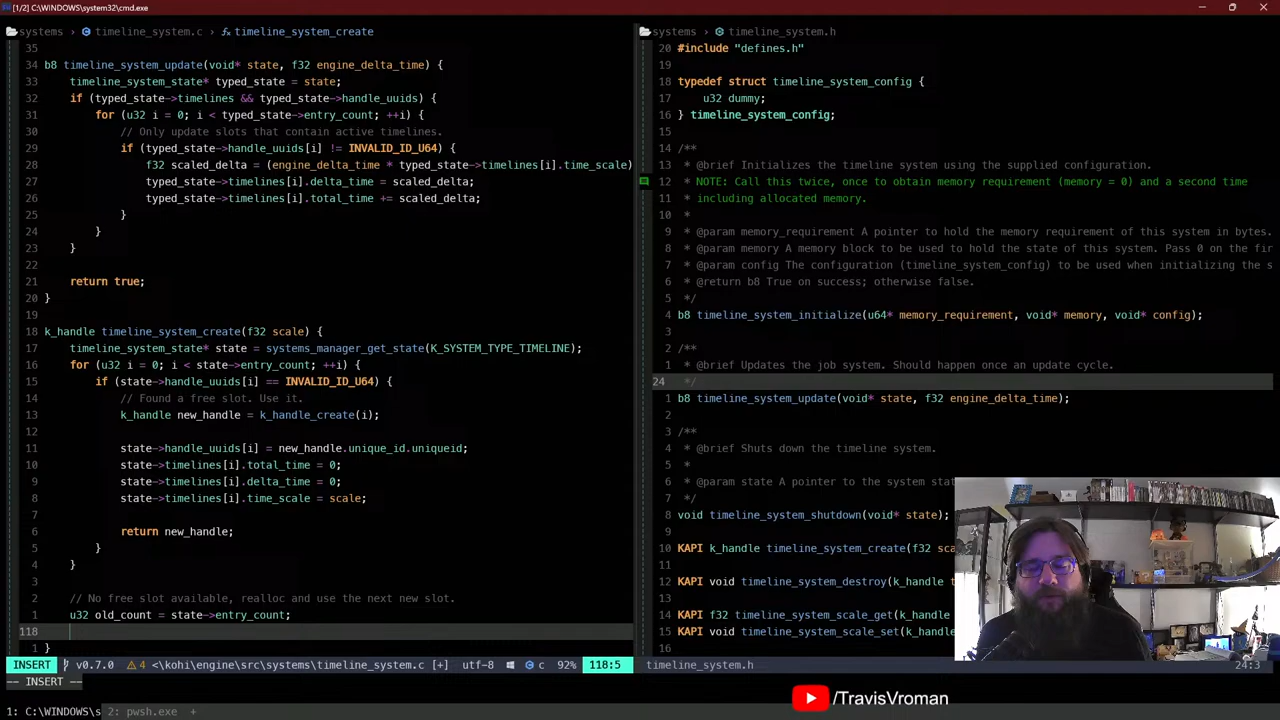 [1/2] C:\WINDOWS\system32\cmd.exe
systems > timeline_system.c > timeline_system_create
35
34 b8 timeline_system_update(void* state, f32 engine_delta_time) {
33 timeline_system_state* typed_state = state;
32 if (typed_state->timelines && typed_state->handle_uuids) {
31 for (u32 i = 0; i < typed_state->entry_count; ++i) {
30 // Only update slots that contain active timelines.
29 if (typed_state->handle_uuids[i] != INVALID_ID_U64) {
28 f32 scaled_delta = (engine_delta_time * typed_state->timelines[i].time_scale)
27 typed_state->timelines[i].delta_time = scaled_delta;
26 typed_state->timelines[i].total_time += scaled_delta;
25 }
24 }
23 }
22
21 return true;
20 }
19
18 k_handle timeline_system_create(f32 scale) {
17 timeline_system_state* state = systems_manager_get_state(K_SYSTEM_TYPE_TIMELINE);
16 for (u32 i = 0; i < state->entry_count; ++i) {
15 if (state->handle_uuids[i] == INVALID_ID_U64) {
14 // Found a free slot. Use it.
13 k_handle new_handle = k_handle_create(i);
12
11 state->handle_uuids[i] = new_handle.unique_id.uniqueid;
10 state->timelines[i].total_time = 0;
9 state->timelines[i].delta_time = 0;
8 state->timelines[i].time_scale = scale;
7
6 return new_handle;
5 }
4 }
3
2 // No free slot available, realloc and use the next new slot.
1 u32 old_count = state->entry_count;
118
1 }
INSERT v0.7.0 4 <\kohi\engine\src\systems\timeline_system.c [+] utf-8 c 92% 118:5
-- INSERT --
1: C:\WINDOWS\s 2: pwsh.exe +
systems > timeline_system.h
20 #include "defines.h"
19
18 typedef struct timeline_system_config {
17 u32 dummy;
16 } timeline_system_config;
15
14 /**
13 * @brief Initializes the timeline system using the supplied configuration.
12 * NOTE: Call this twice, once to obtain memory requirement (memory = 0) and a second time
11 * including allocated memory.
10 *
9 * @param memory_requirement A pointer to hold the memory requirement of this system in bytes.
8 * @param memory A memory block to be used to hold the state of this system. Pass 0 on the fir
7 * @param config The configuration (timeline_system_config) to be used when initializing the s
6 * @return b8 True on success; otherwise false.
5 */
4 b8 timeline_system_initialize(u64* memory_requirement, void* memory, void* config);
3
2 /**
1 * @brief Updates the job system. Should happen once an update cycle.
24 */
1 b8 timeline_system_update(void* state, f32 engine_delta_time);
2
3 /**
4 * @brief Shuts down the timeline system.
5 *
6 * @param state A pointer to the system stat
7 */
8 void timeline_system_shutdown(void* state);
9
10 KAPI k_handle timeline_system_create(f32 sca
11
12 KAPI void timeline_system_destroy(k_handle t
13
14 KAPI f32 timeline_system_scale_get(k_handle
15 KAPI void timeline_system_scale_set(k_handle
16
timeline_system.h 24:3
/TravisVroman